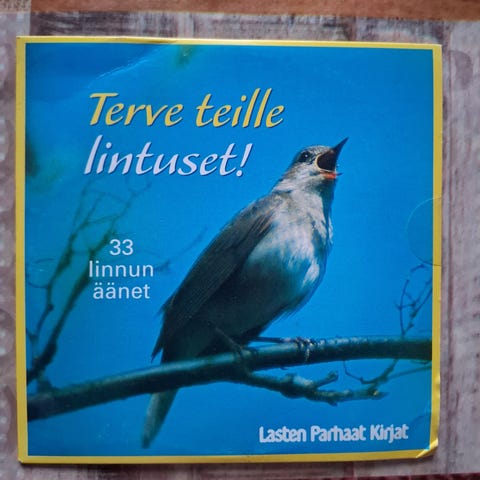 Terve teille
lintuset!
33
linnun
äänet
Lasten Parhaat Kirjat